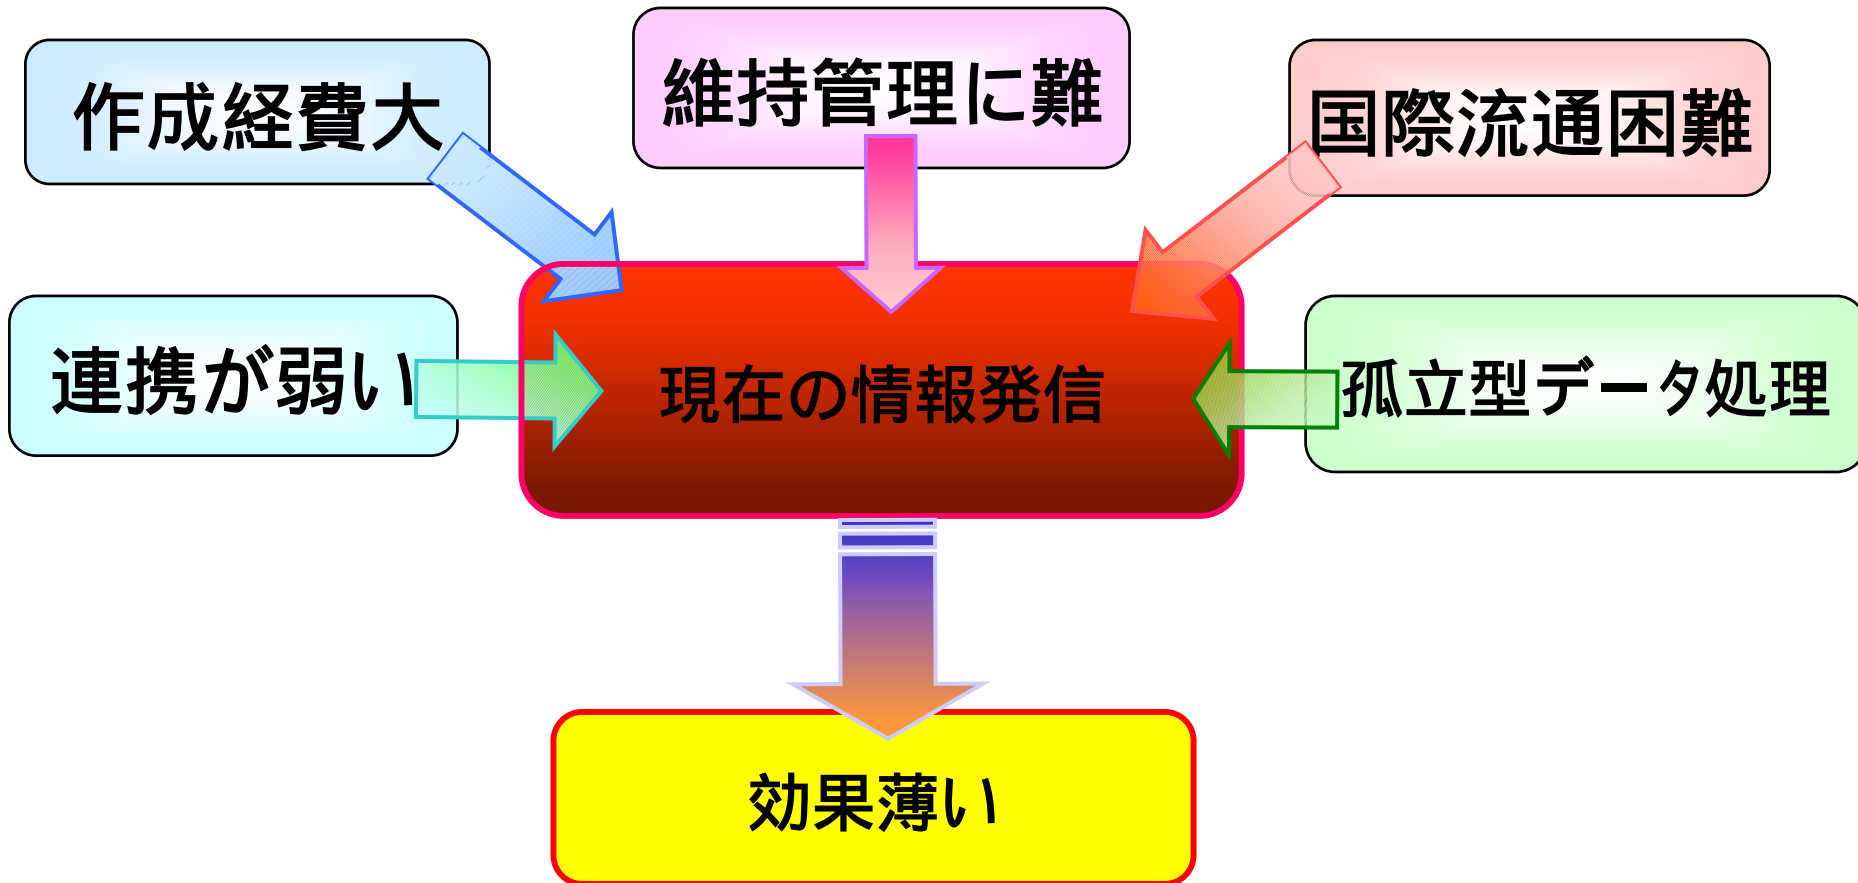 作成経費大
維持管理に難
国際流通困難
連携が弱い
現在の情報発信
孤立型データ処理
効果薄い